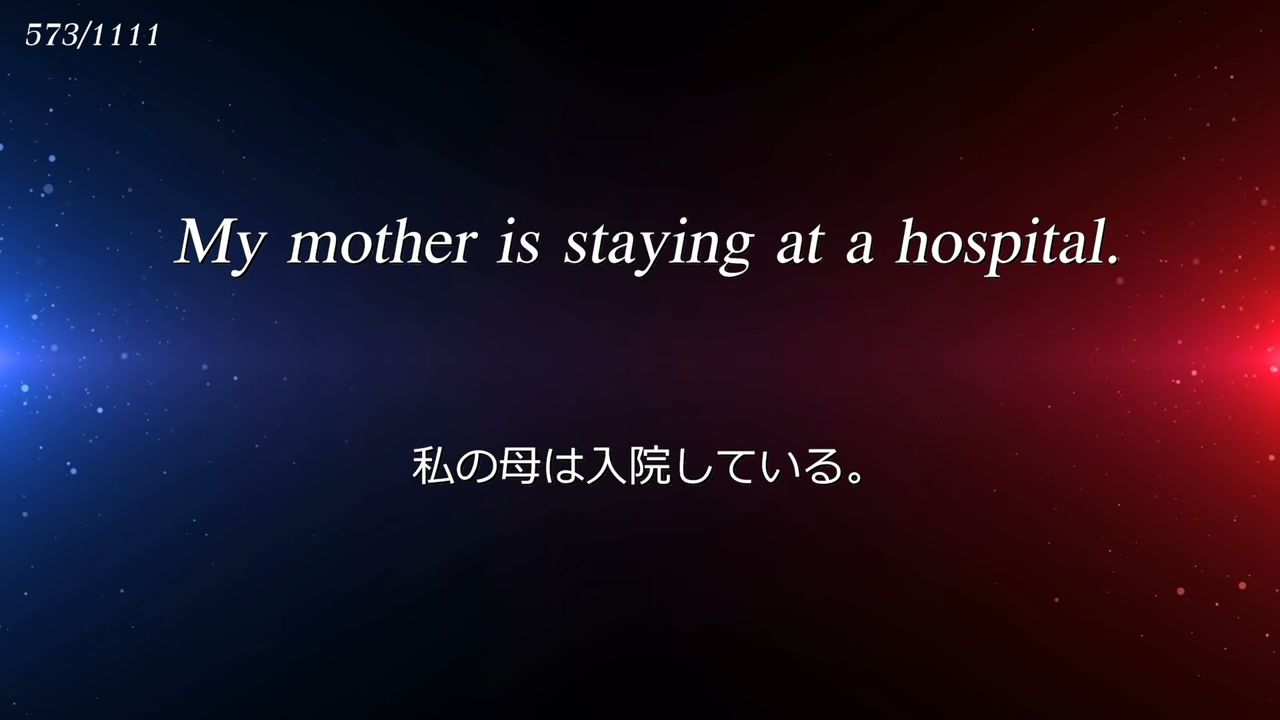 573/1111
My mother is staying at a hospital.
私の母は入院している。